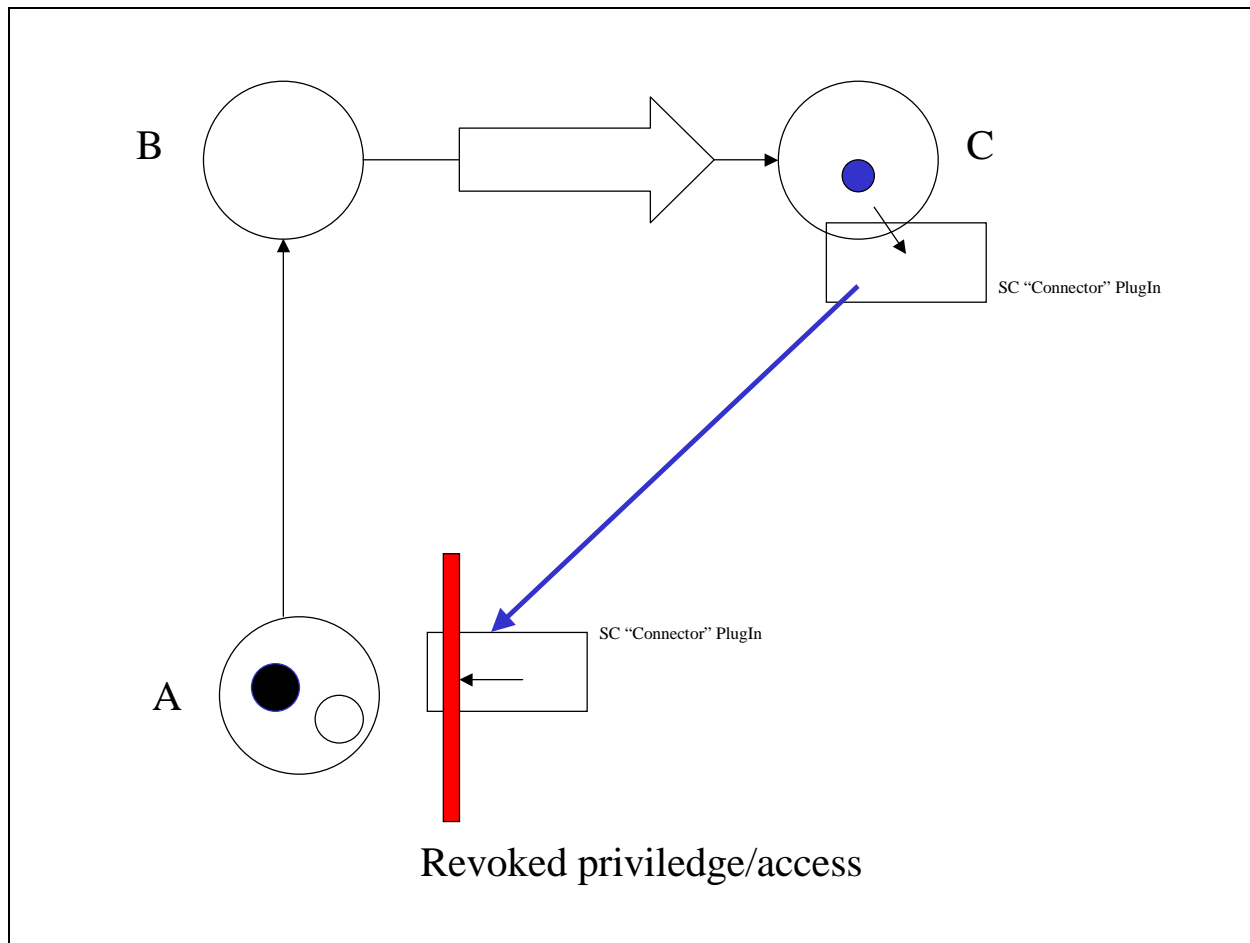 B
C
SC “Connector” PlugIn
SC “Connector” PlugIn
A
Revoked priviledge/access